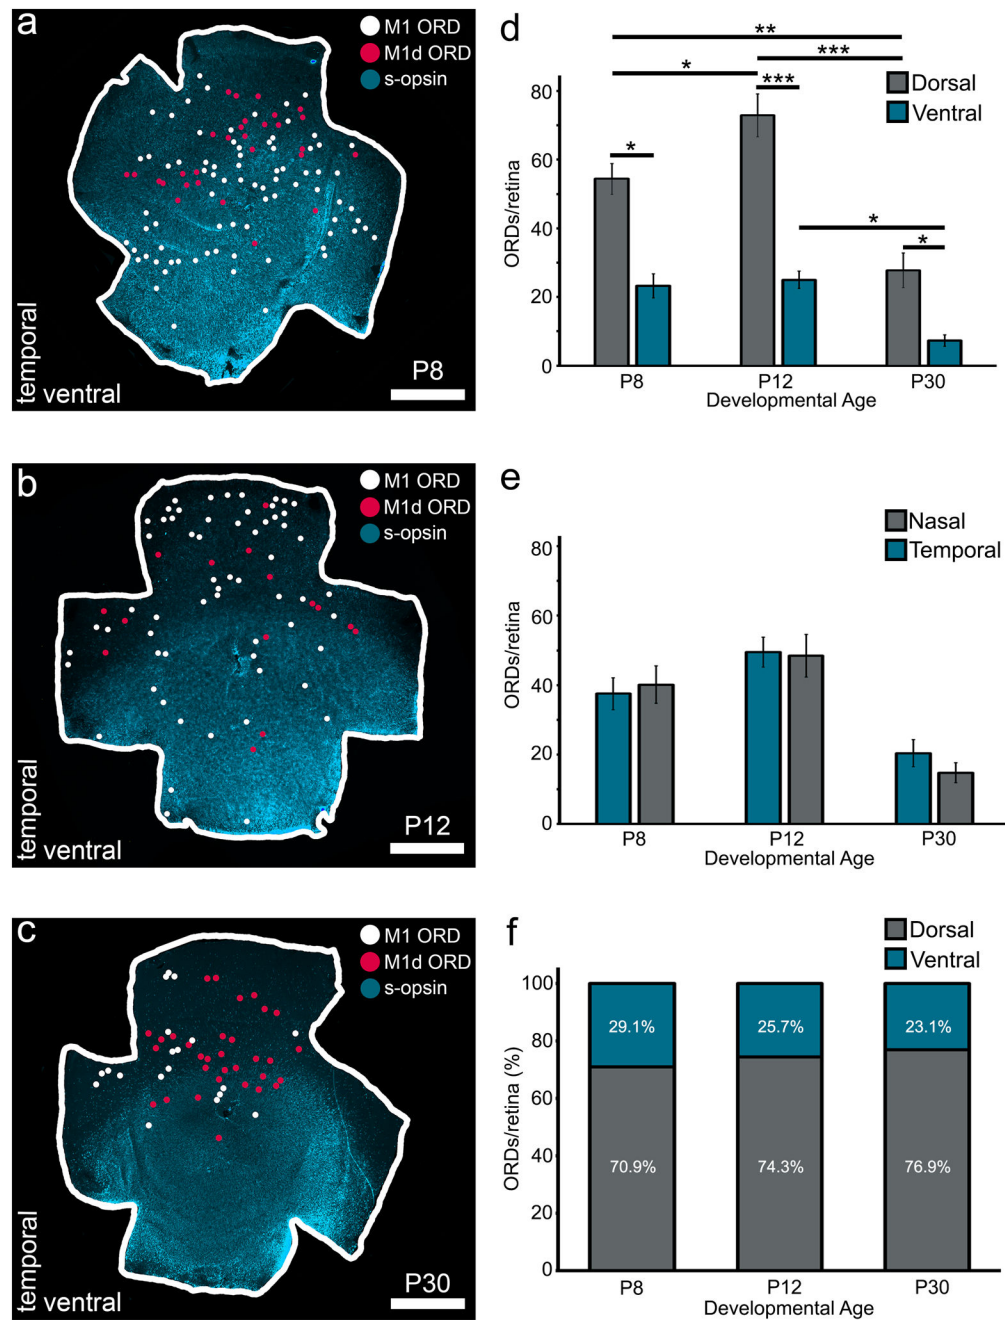 a
M1 ORD
M1d ORD
s-opsin
temporal
ventral
P8
b
M1 ORD
M1d ORD
s-opsin
temporal
ventral
P12
c
M1 ORD
M1d ORD
s-opsin
temporal
ventral
P30
d
**
***
*
***
Dorsal
Ventral
*
*
*
ORDs/retina
80
60
40
20
0
P8 P12 P30
Developmental Age
e
Nasal
Temporal
ORDs/retina
80
60
40
20
0
P8 P12 P30
Developmental Age
f
Dorsal
Ventral
ORDs/retina (%)
100
80
60
40
20
0
29.1% 25.7% 23.1%
70.9% 74.3% 76.9%
P8 P12 P30
Developmental Age